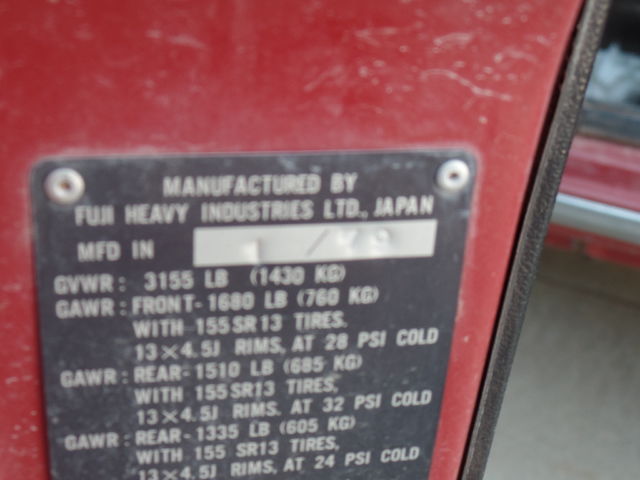 MANUFACTURED BY
FUJI HEAVY INDUSTRIES LTD., JAPAN
MFD IN 1 / 79
GVWR: 3155 LB (1430 KG)
GAWR: FRONT-1680 LB (760 KG)
WITH 155SR13 TIRES,
13×4.5J RIMS, AT 28 PSI COLD
GAWR: REAR-1510 LB (685 KG)
WITH 155SR13 TIRES,
13×4.5J RIMS. AT 32 PSI COLD
GAWR: REAR-1335 LB (605 KG)
WITH 155 SR13 TIRES,
13×4.5J RIMS, AT 24 PSI COLD